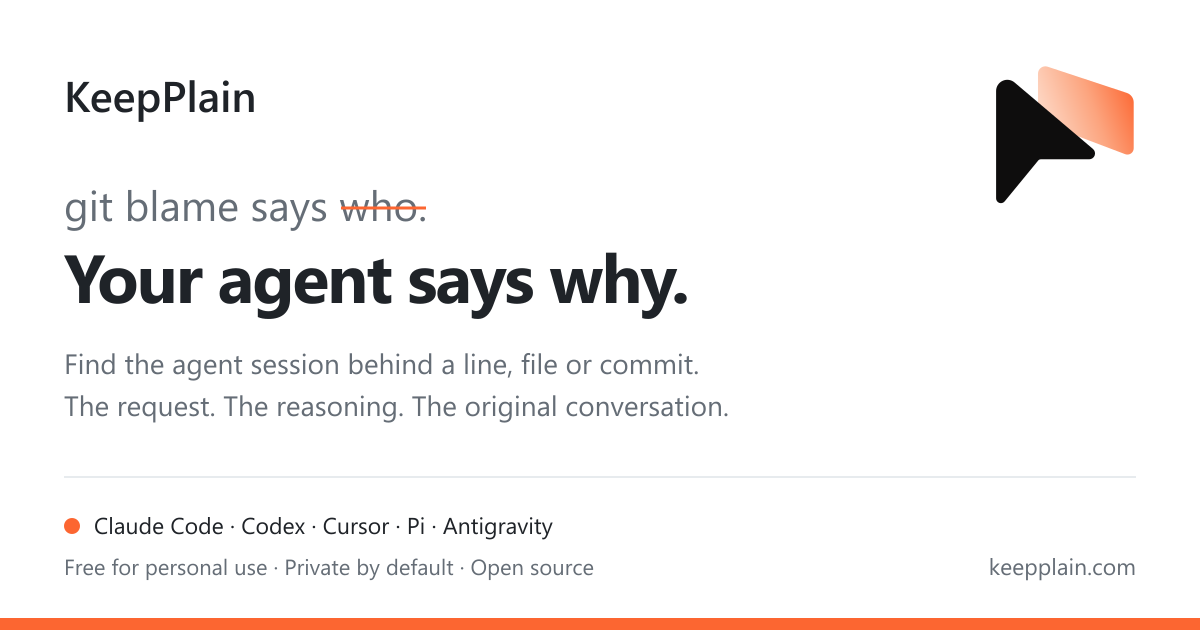 KeepPlain
git blame says who.
Your agent says why.
Find the agent session behind a line, file or commit.
The request. The reasoning. The original conversation.
Claude Code · Codex · Cursor · Pi · Antigravity
Free for personal use · Private by default · Open source
keepplain.com